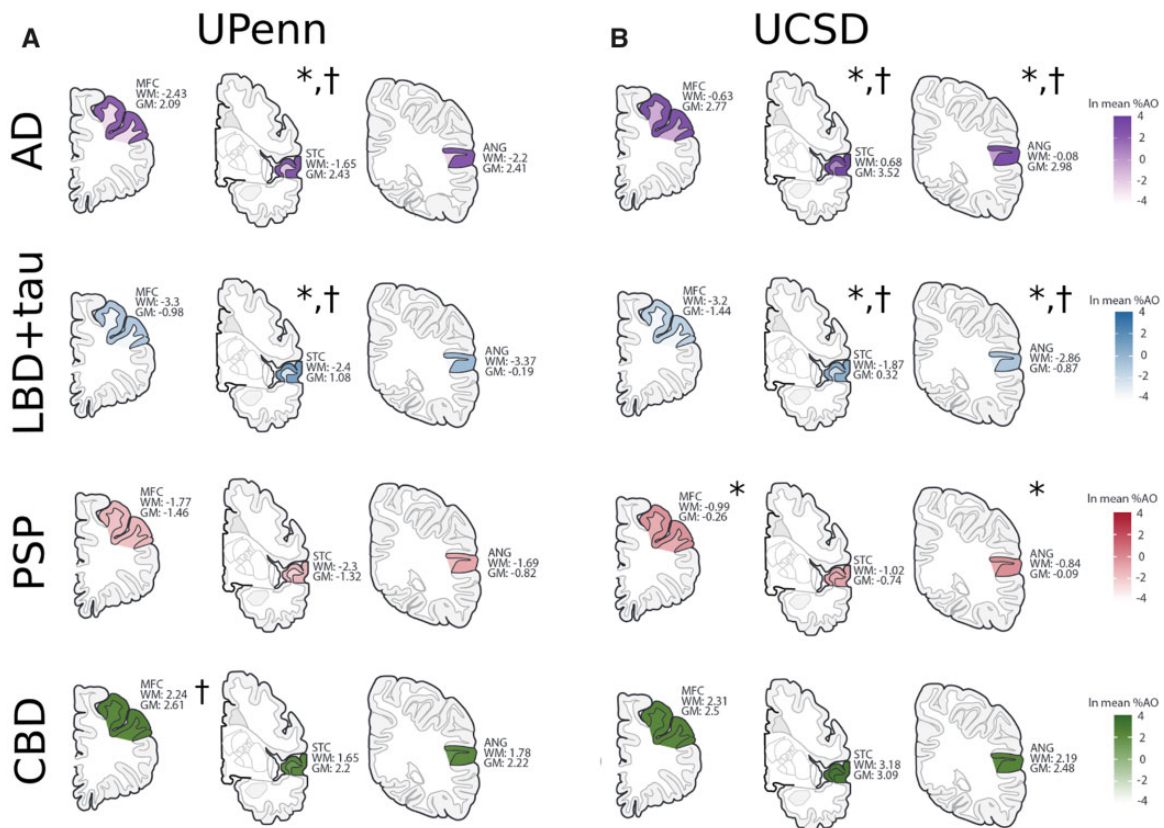 A UPenn
B UCSD
AD
MFC
WM: -2.43
GM: 2.09
*,†
STC
WM: -1.65
GM: 2.43
ANG
WM: -2.2
GM: 2.41
MFC
WM: -0.63
GM: 2.77
*,†
STC
WM: 0.68
GM: 3.52
*,†
ANG
WM: -0.08
GM: 2.98
ln mean %AO
4
2
0
-2
-4
LBD+tau
MFC
WM: -3.3
GM: -0.98
*,†
STC
WM: -2.4
GM: 1.08
ANG
WM: -3.37
GM: -0.19
MFC
WM: -3.2
GM: -1.44
*,†
STC
WM: -1.87
GM: 0.32
*,†
ANG
WM: -2.86
GM: -0.87
ln mean %AO
4
2
0
-2
-4
PSP
MFC
WM: -1.77
GM: -1.46
STC
WM: -2.3
GM: -1.32
ANG
WM: -1.69
GM: -0.82
MFC
WM: -0.99
GM: -0.26
*
STC
WM: -1.02
GM: -0.74
*
ANG
WM: -0.84
GM: -0.09
ln mean %AO
4
2
0
-2
-4
CBD
MFC
WM: 2.24
GM: 2.61
†
STC
WM: 1.65
GM: 2.2
ANG
WM: 1.78
GM: 2.22
MFC
WM: 2.31
GM: 2.5
STC
WM: 3.18
GM: 3.09
ANG
WM: 2.19
GM: 2.48
ln mean %AO
4
2
0
-2
-4